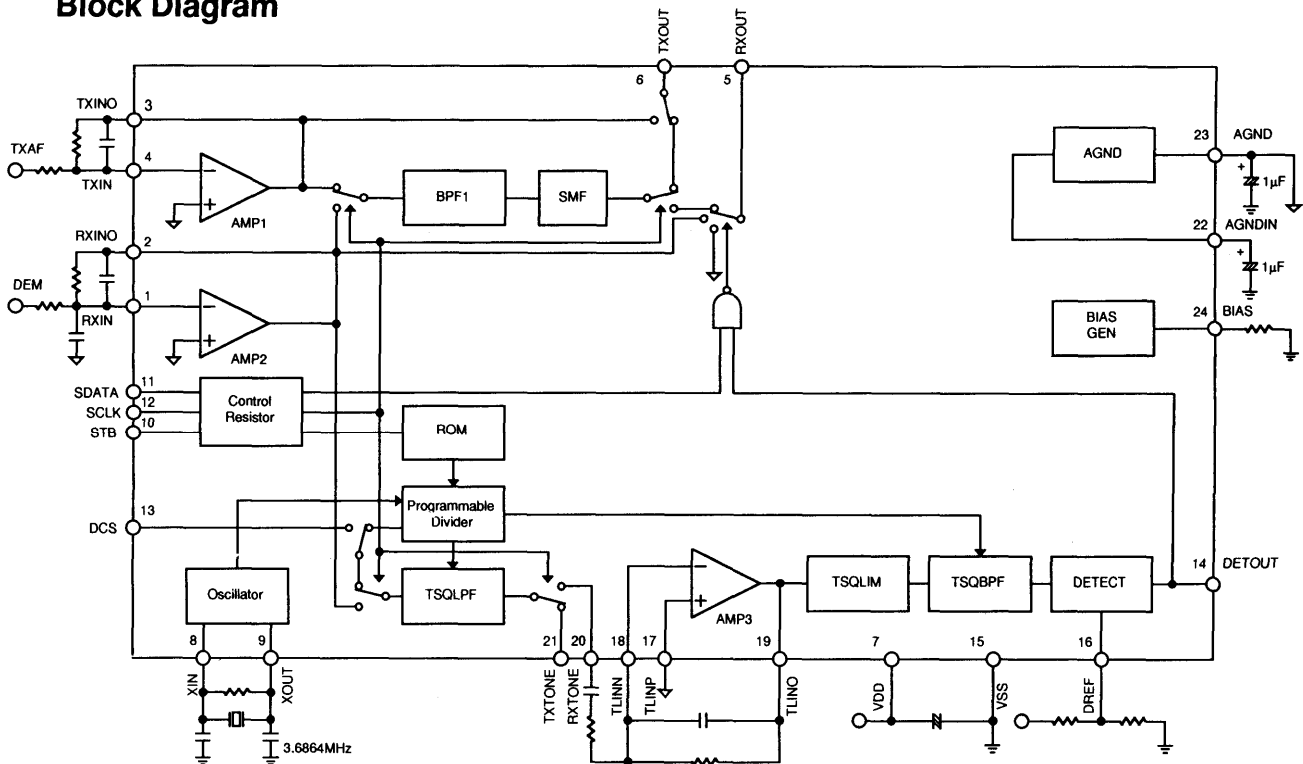 Block Diagram
TXOUT
RXOUT
6
5
TXINO
3
TXAF
4
TXIN
AMP1
BPF1
SMF
AGND
23
AGND
+
1μF
RXINO
2
22
AGNDIN
+
1μF
DEM
1
RXIN
AMP2
BIAS
GEN
24
BIAS
SDATA
11
SCLK
12
STB
10
Control
Resistor
ROM
DCS
13
Programmable
Divider
Oscillator
TSQLPF
AMP3
TSQLIM
TSQBPF
DETECT
14
DETOUT
8
9
21
20
18
17
19
7
15
16
XIN
XOUT
TXTONE
RXTONE
TLINN
TLINP
TLINO
VDD
VSS
DREF
3.6864MHz